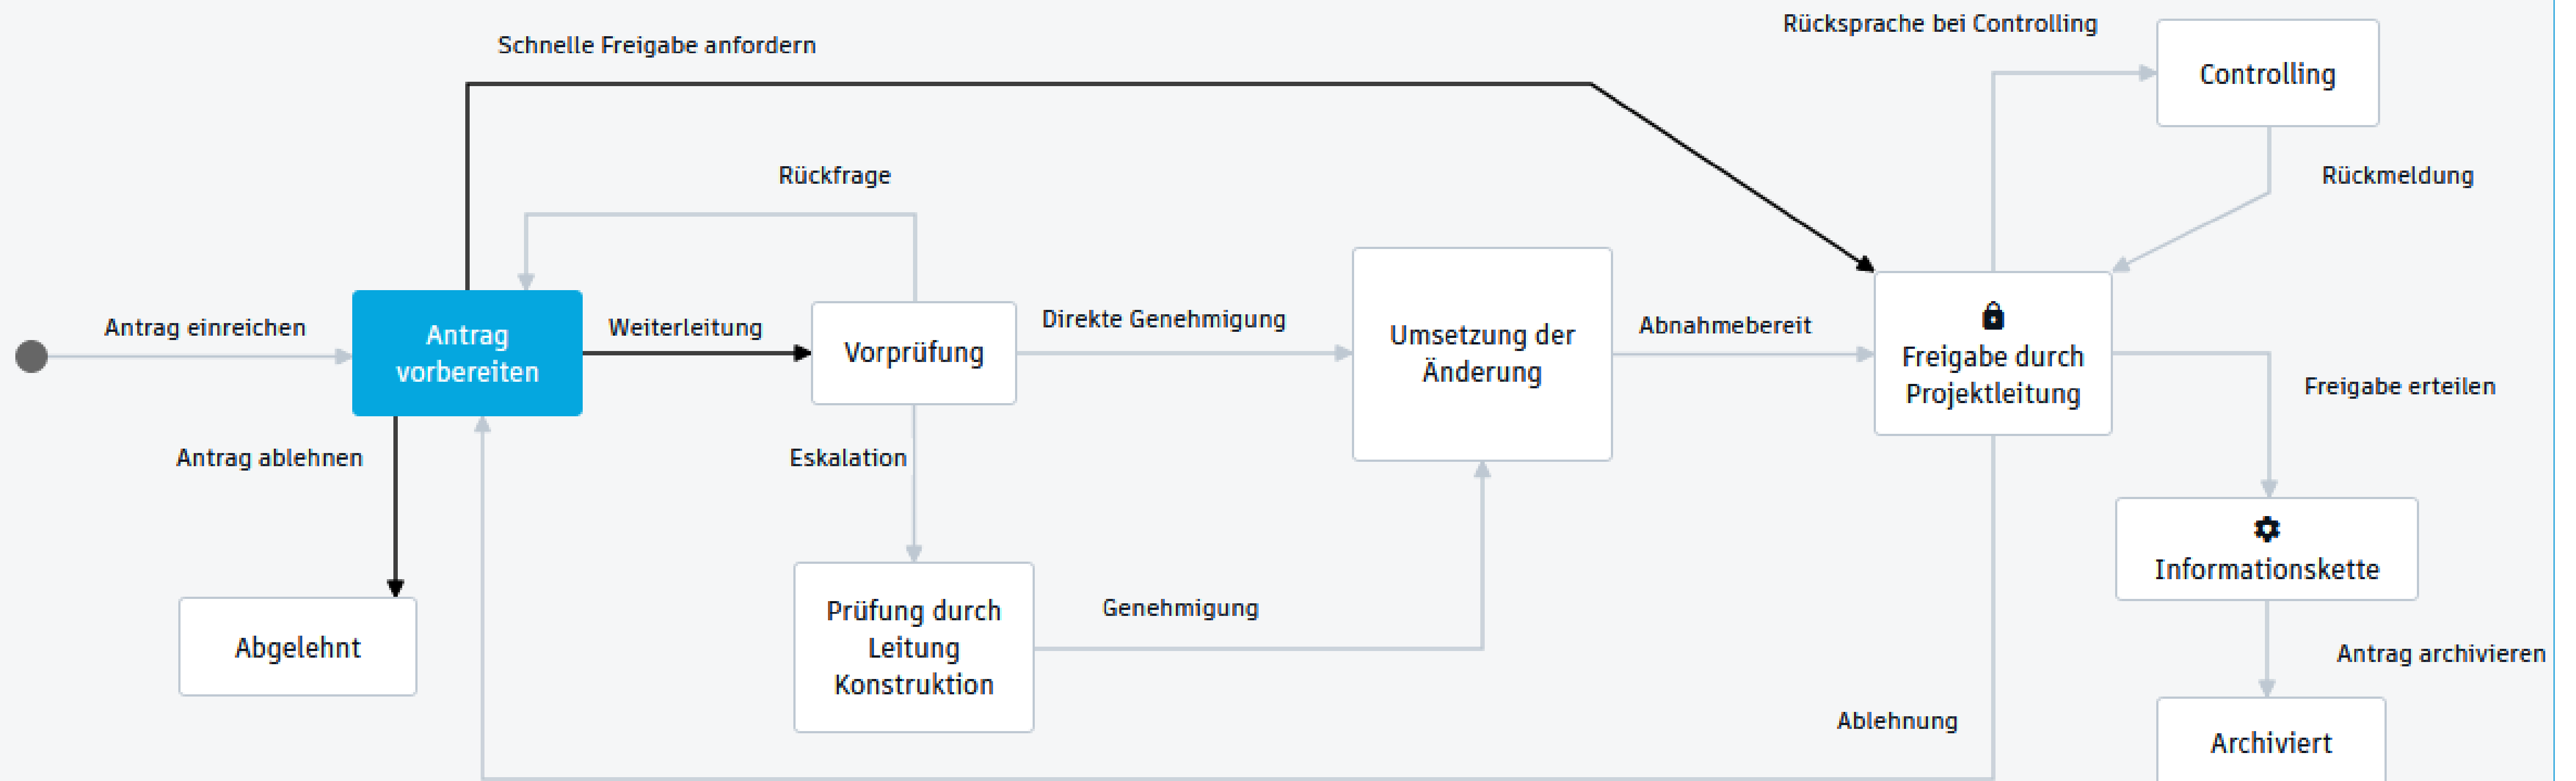 Rücksprache bei Controlling
Schnelle Freigabe anfordern
Controlling
Rückfrage
Rückmeldung
Antrag einreichen
Antrag
vorbereiten
Weiterleitung
Vorprüfung
Direkte Genehmigung
Umsetzung der
Änderung
Abnahmebereit
Freigabe durch
Projektleitung
Freigabe erteilen
Antrag ablehnen
Eskalation
Informationskette
Abgelehnt
Prüfung durch
Leitung
Konstruktion
Genehmigung
Antrag archivieren
Ablehnung
Archiviert